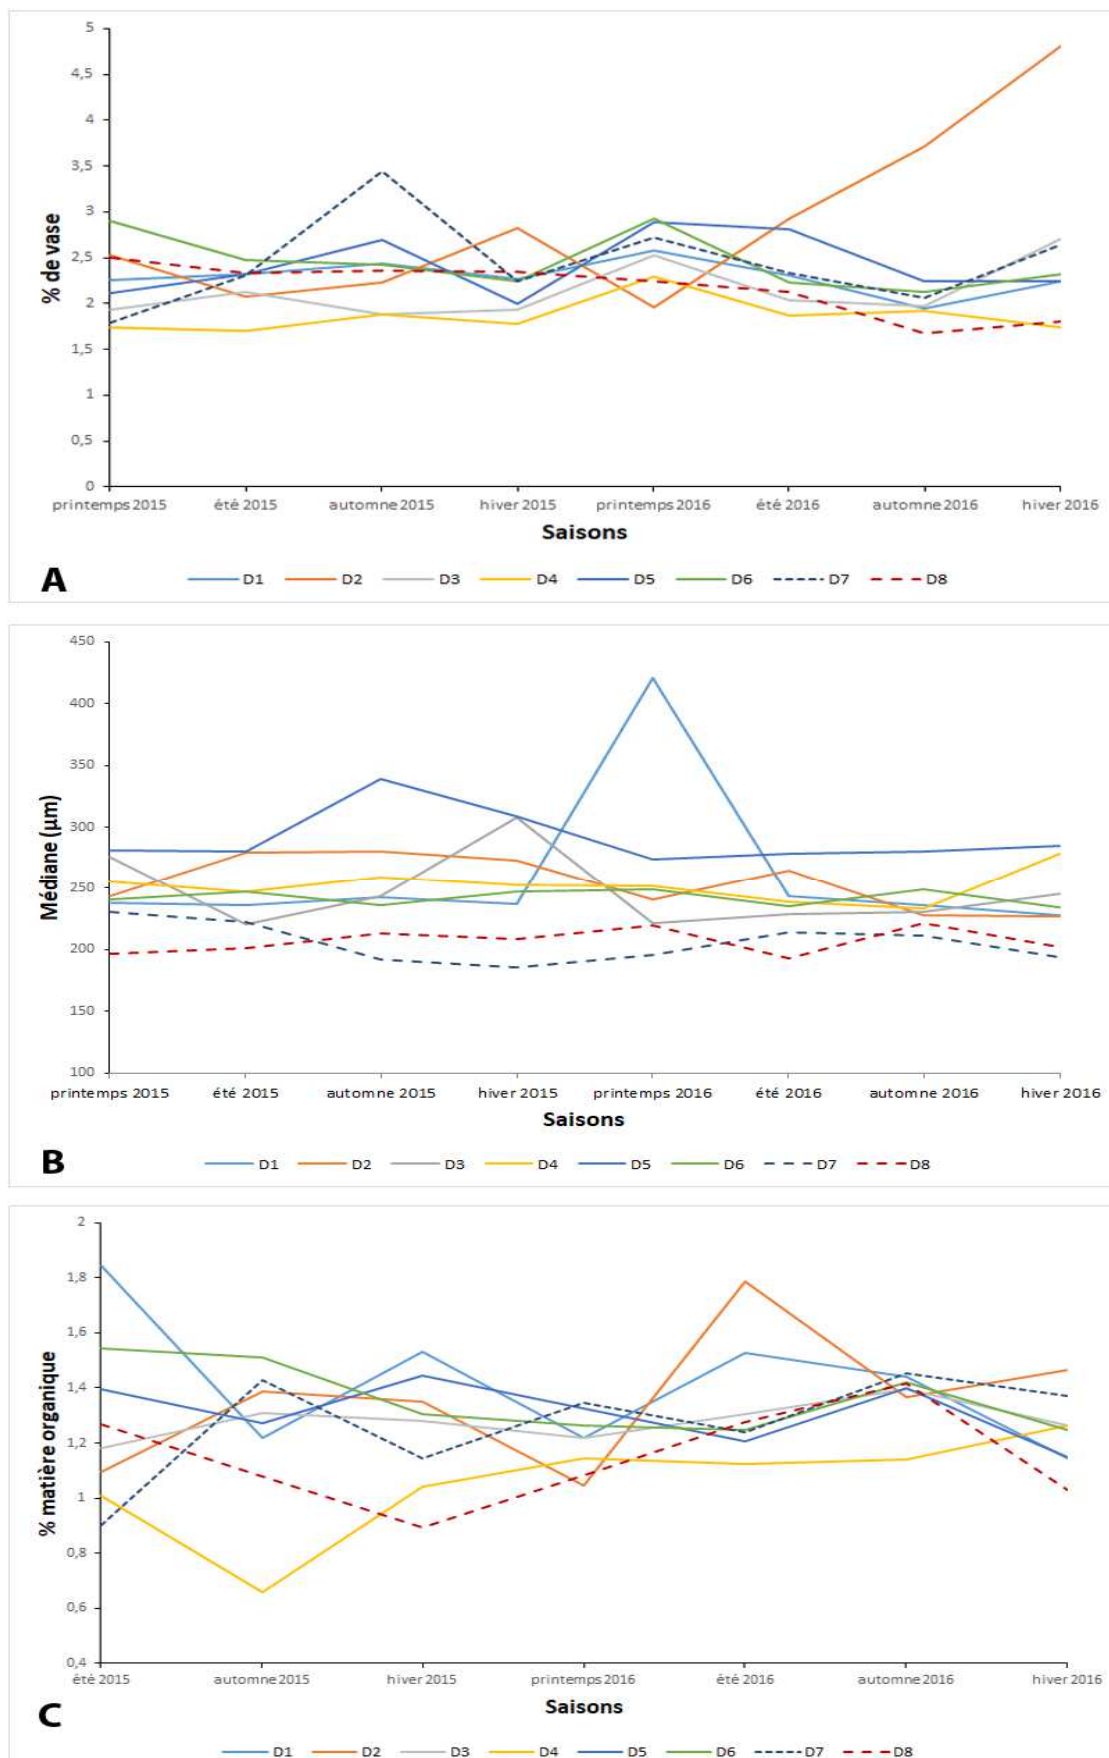 5
4,5
4
3,5
3
2,5
2
1,5
1
0,5
0
% de vase
printemps 2015 été 2015 automne 2015 hiver 2015 printemps 2016 été 2016 automne 2016 hiver 2016
Saisons
A
D1 D2 D3 D4 D5 D6 D7 D8
450
400
350
300
250
200
150
100
Médiane (µm)
printemps 2015 été 2015 automne 2015 hiver 2015 printemps 2016 été 2016 automne 2016 hiver 2016
Saisons
B
D1 D2 D3 D4 D5 D6 D7 D8
2
1,8
1,6
1,4
1,2
1
0,8
0,6
0,4
% matière organique
été 2015 automne 2015 hiver 2015 printemps 2016 été 2016 automne 2016 hiver 2016
Saisons
C
D1 D2 D3 D4 D5 D6 D7 D8